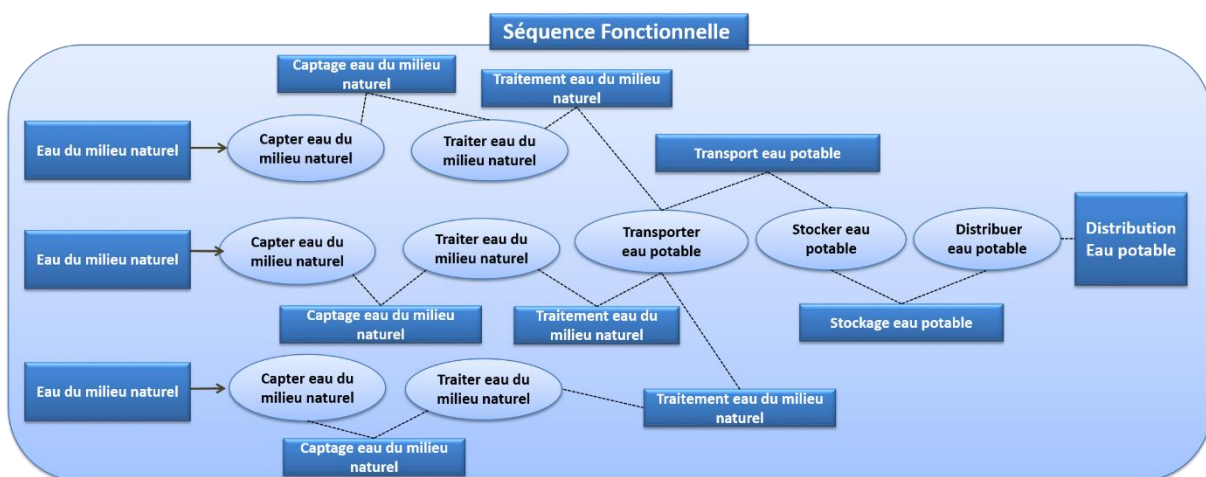 Séquence Fonctionnelle
Captage eau du milieu
naturel
Traitement eau du milieu
naturel
Eau du milieu naturel
Capter eau du
milieu naturel
Traiter eau du
milieu naturel
Transport eau potable
Eau du milieu naturel
Capter eau du
milieu naturel
Traiter eau du
milieu naturel
Transporter
eau potable
Stocker eau
potable
Distribuer
eau potable
Distribution
Eau potable
Captage eau du milieu
naturel
Traitement eau du
milieu naturel
Stockage eau potable
Eau du milieu naturel
Capter eau du
milieu naturel
Traiter eau du
milieu naturel
Traitement eau du milieu
naturel
Captage eau du milieu
naturel